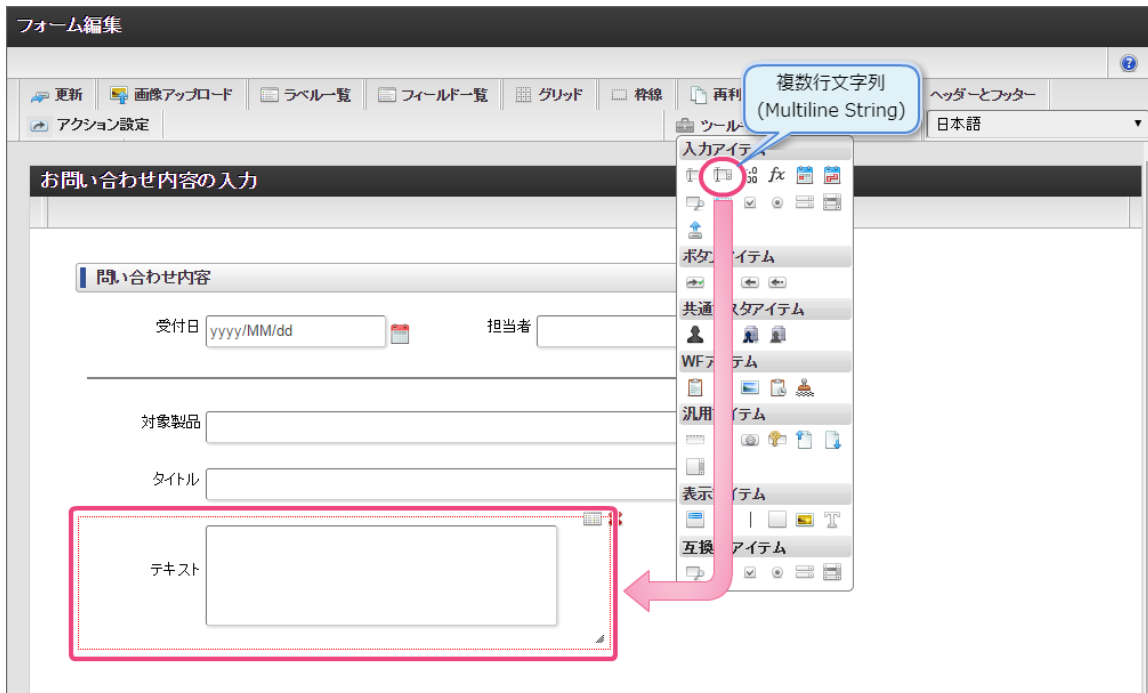 フォーム編集
更新
画像アップロード
ラベル一覧
フィールド一覧
グリッド
枠線
再利
ヘッダーとフッター
複数行文字列
(Multiline String)
アクション設定
ツール
日本語
入力アイテム
お問い合わせ内容の入力
fx
ボタ
イテム
問い合わせ内容
共通
スタアイテム
受付日
yyyy/MM/dd
担当者
WFア
テム
汎用
イテム
対象製品
タイトル
表示
イテム
互換
アイテム
テキスト